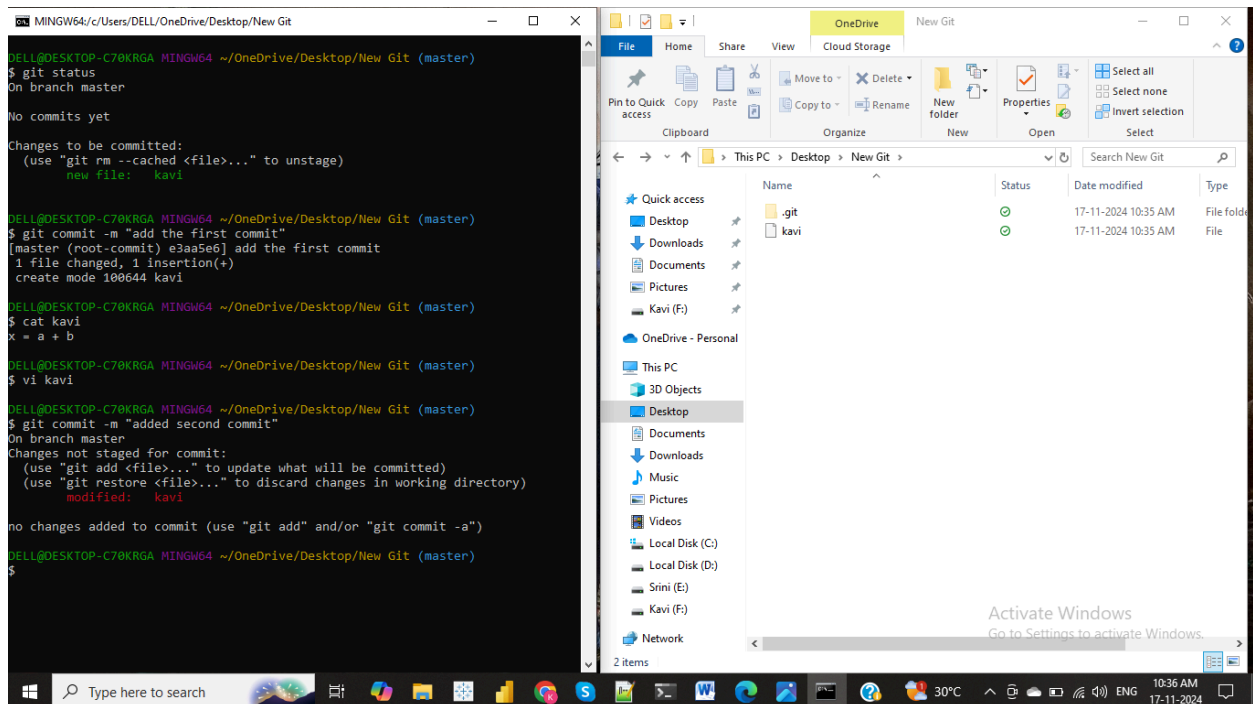 MINGW64:/c/Users/DELL/OneDrive/Desktop/New Git
DELL@DESKTOP-C70KRGA MINGW64 ~/OneDrive/Desktop/New Git (master)
$ git status
On branch master
No commits yet
Changes to be committed:
(use "git rm --cached <file>..." to unstage)
new file: kavi
DELL@DESKTOP-C70KRGA MINGW64 ~/OneDrive/Desktop/New Git (master)
$ git commit -m "add the first commit"
[master (root-commit) e3aa5e6] add the first commit
1 file changed, 1 insertion(+)
create mode 100644 kavi
DELL@DESKTOP-C70KRGA MINGW64 ~/OneDrive/Desktop/New Git (master)
$ cat kavi
x = a + b
DELL@DESKTOP-C70KRGA MINGW64 ~/OneDrive/Desktop/New Git (master)
$ vi kavi
DELL@DESKTOP-C70KRGA MINGW64 ~/OneDrive/Desktop/New Git (master)
$ git commit -m "added second commit"
On branch master
Changes not staged for commit:
(use "git add <file>..." to update what will be committed)
(use "git restore <file>..." to discard changes in working directory)
modified: kavi
no changes added to commit (use "git add" and/or "git commit -a")
DELL@DESKTOP-C70KRGA MINGW64 ~/OneDrive/Desktop/New Git (master)
$
OneDrive New Git
File Home Share View Cloud Storage
Pin to Quick access
Copy
Paste
Clipboard
Move to
Copy to
Delete
Rename
Organize
New folder
New
Properties
Open
Select all
Select none
Invert selection
Select
This PC > Desktop > New Git >
Search New Git
Name Status Date modified Type
.git 17-11-2024 10:35 AM File folde
kavi 17-11-2024 10:35 AM File
Quick access
Desktop
Downloads
Documents
Pictures
Kavi (F:)
OneDrive - Personal
This PC
3D Objects
Desktop
Documents
Downloads
Music
Pictures
Videos
Local Disk (C:)
Local Disk (D:)
Srini (E:)
Kavi (F:)
Network
2 items
Activate Windows
Go to Settings to activate Windows.
Type here to search
30°C
ENG
10:36 AM
17-11-2024